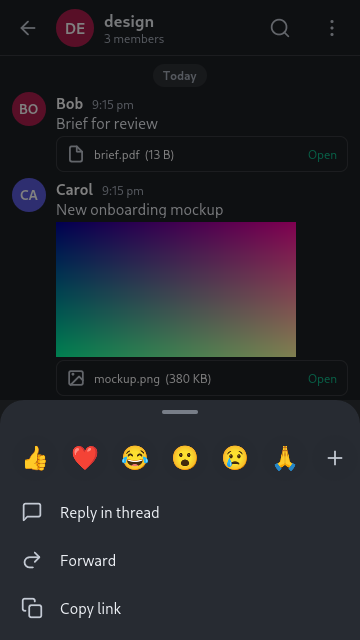 DE
design
3 members
Today
BO
Bob 9:15 pm
Brief for review
brief.pdf (13 B) Open
CA
Carol 9:15 pm
New onboarding mockup
mockup.png (380 KB) Open
Reply in thread
Forward
Copy link